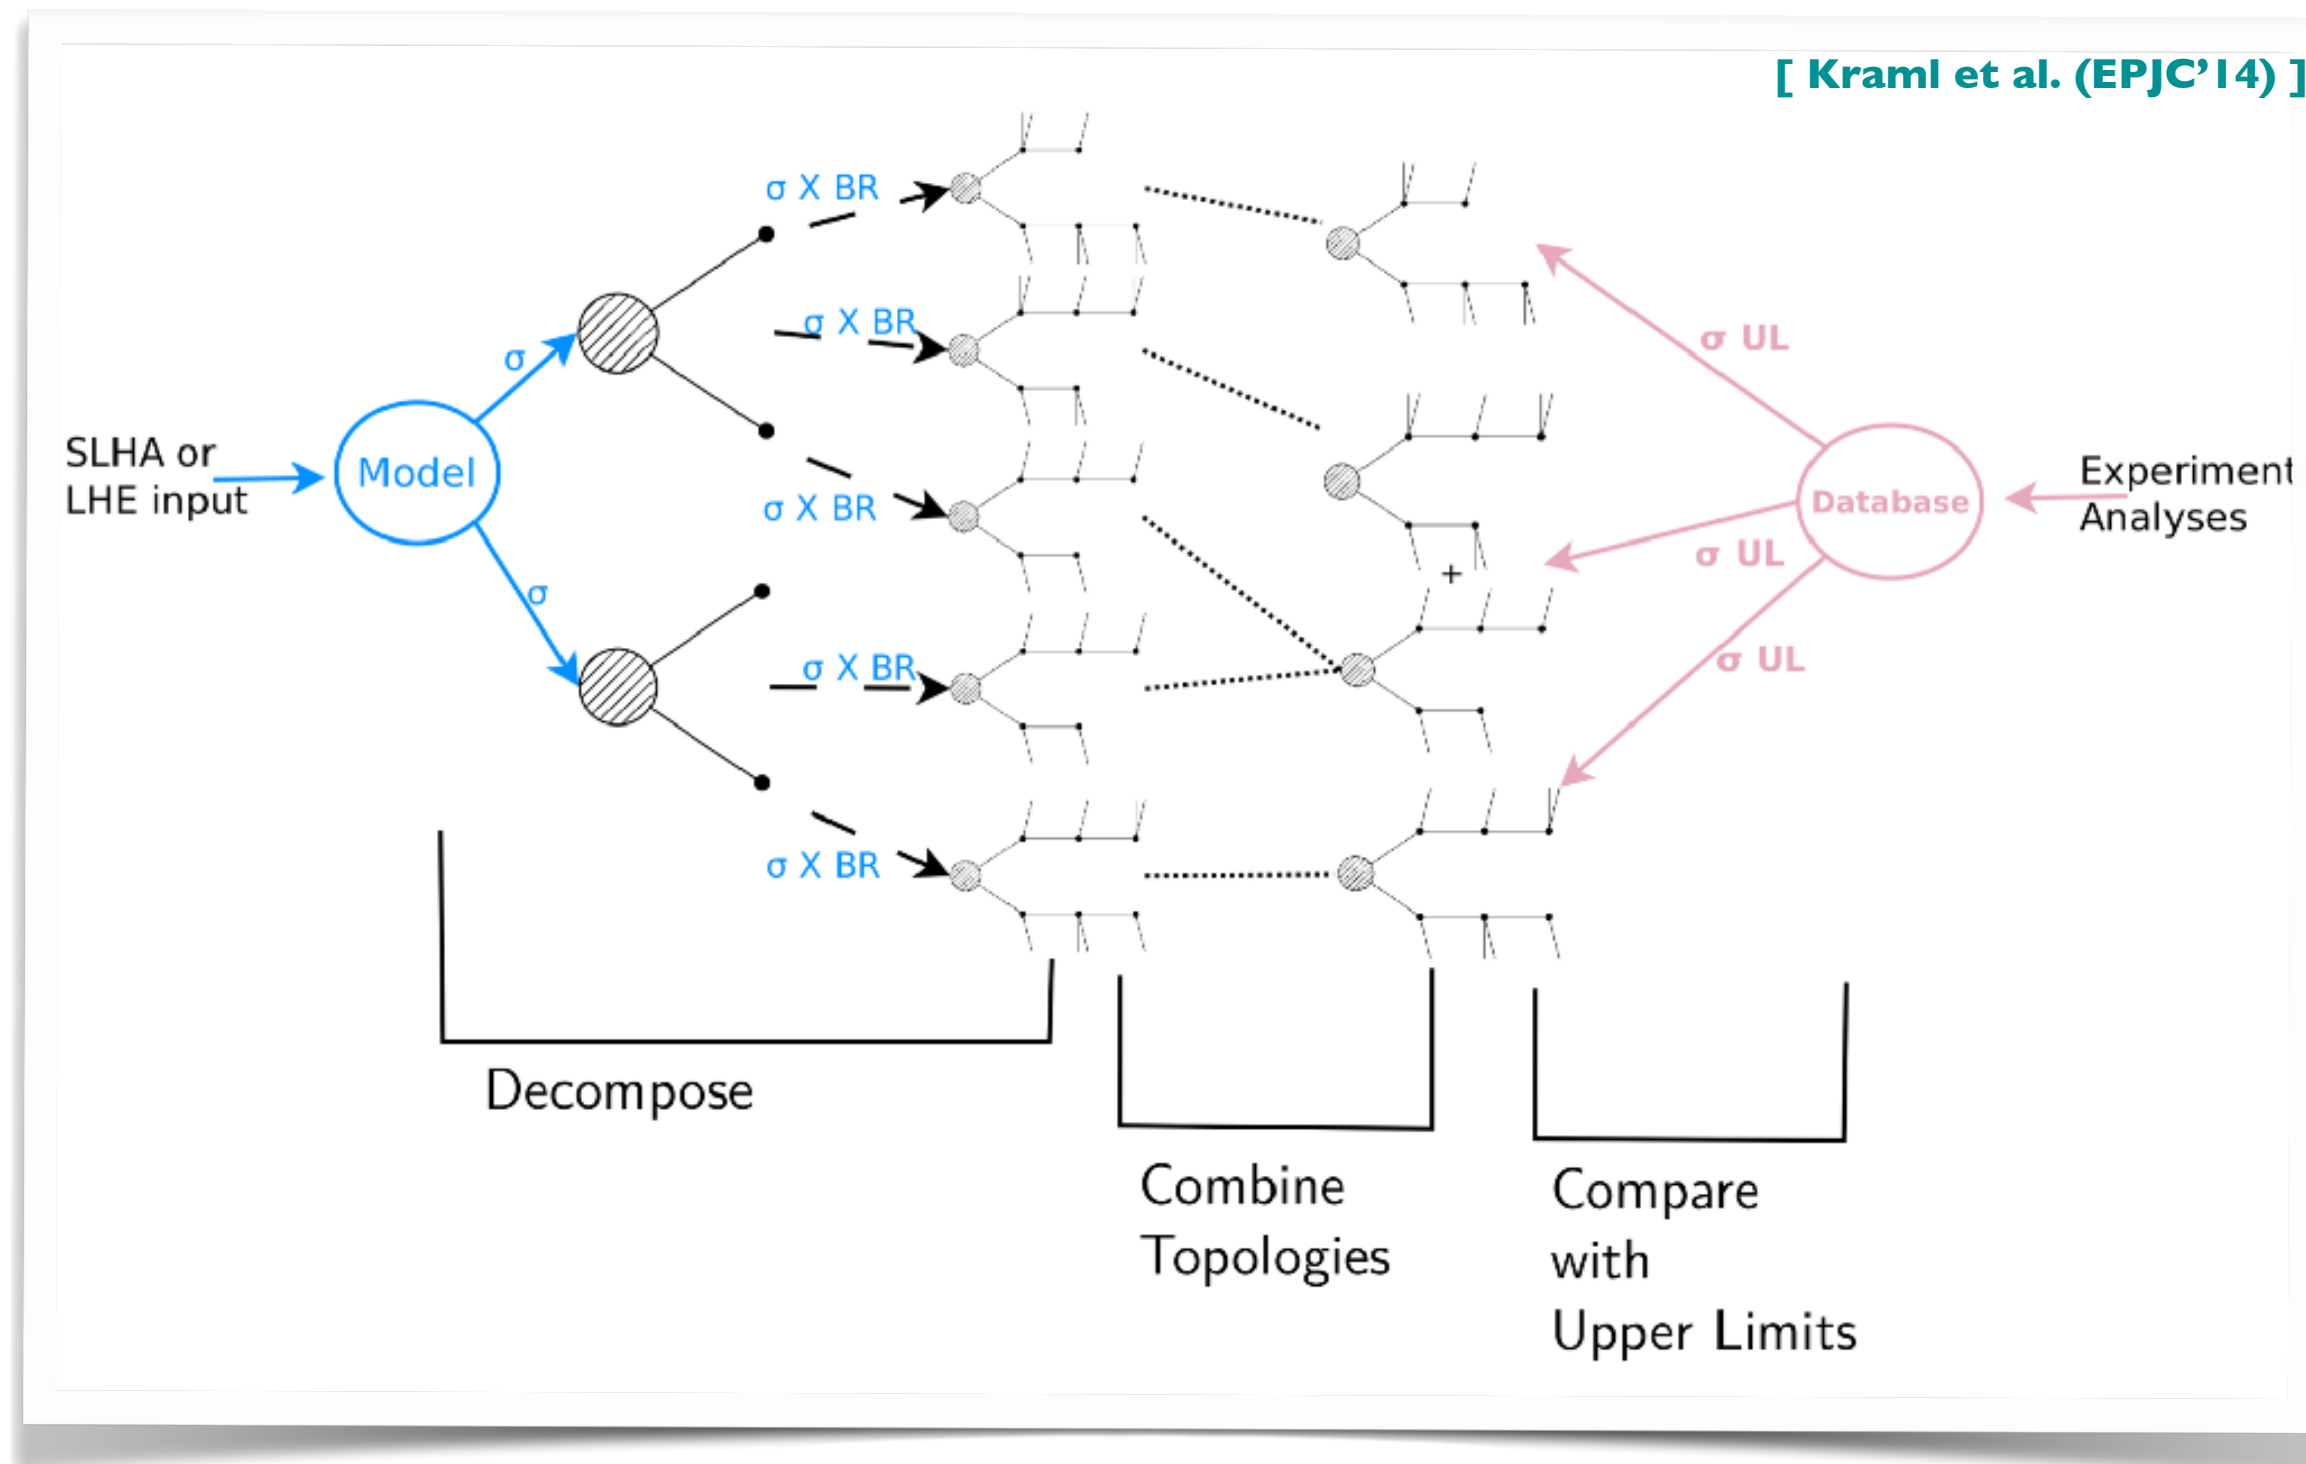 [ Kraml et al. (EPJC’14) ]
σ X BR
σ X BR
σ UL
σ
SLHA or
LHE input
Model
σ X BR
Database
Experiment
Analyses
σ UL
+
σ
σ X BR
σ UL
σ X BR
Decompose
Combine
Topologies
Compare
with
Upper Limits